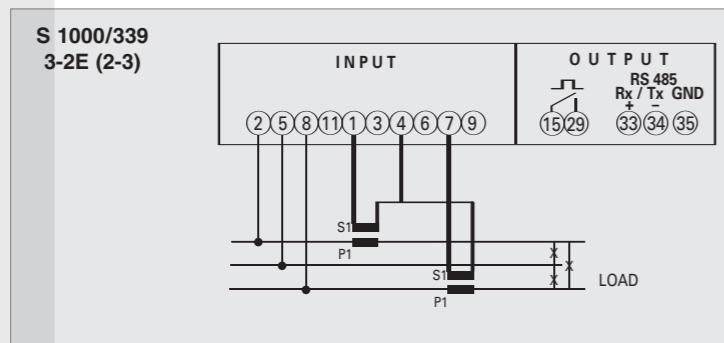 S 1000/339
3-2E (2-3)
INPUT
OUTPUT
RS 485
Rx / Tx GND
+ –
2 5 8 11 1 3 4 6 7 9
15 29 33 34 35
S1
P1
S1
P1
LOAD